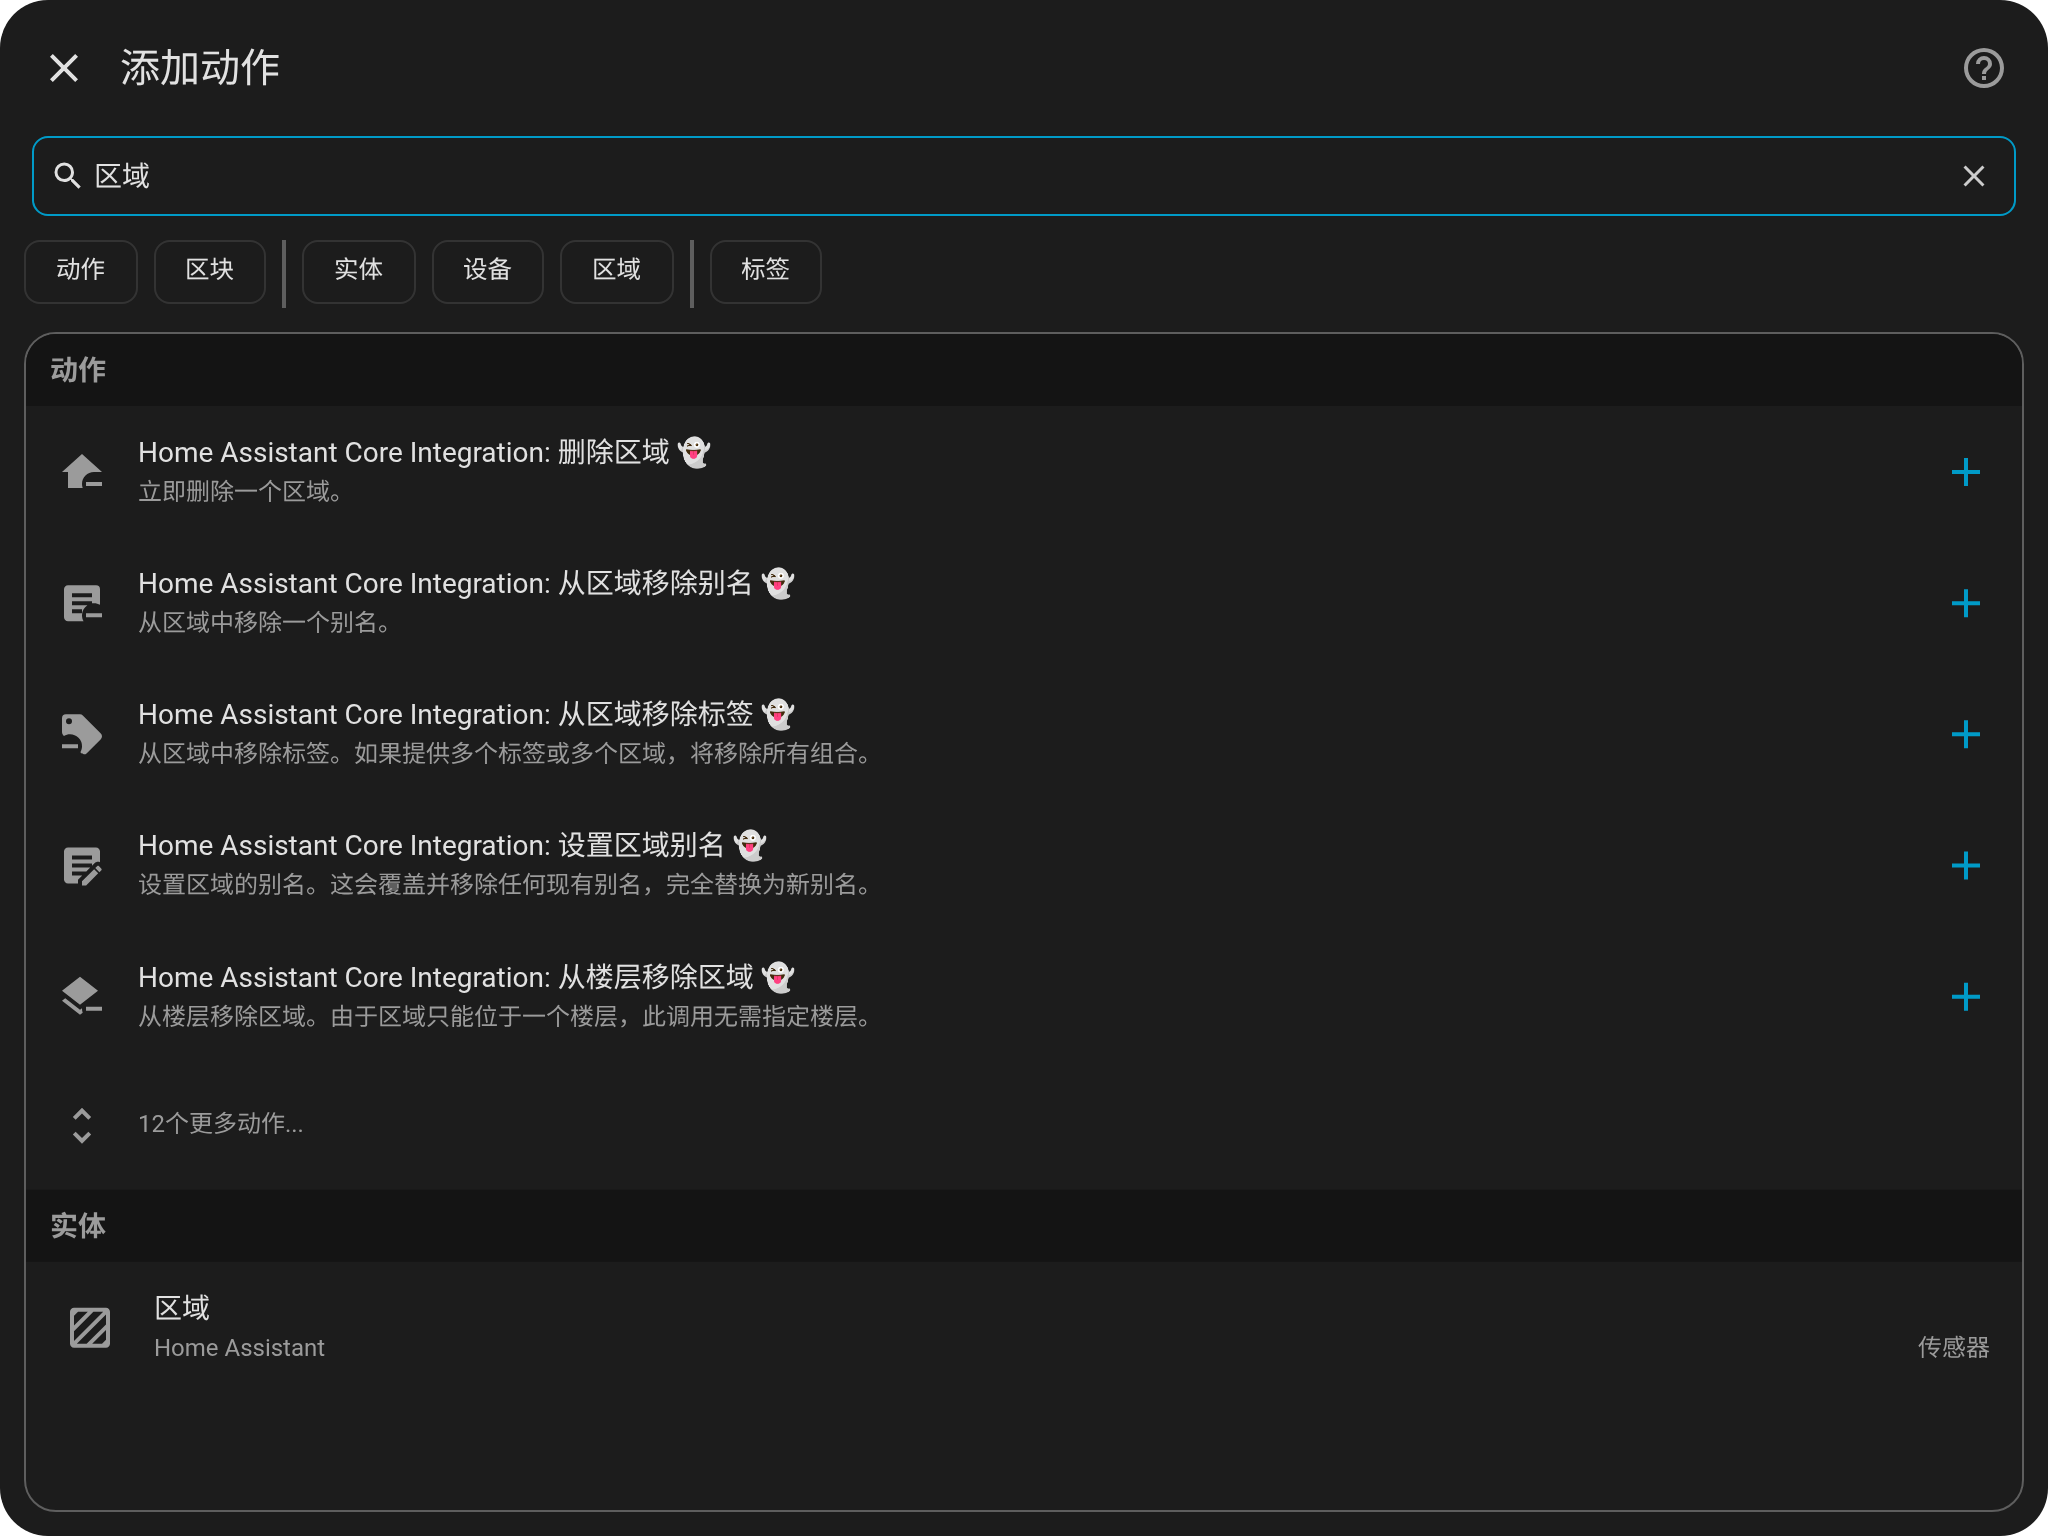 添加动作
区域
动作 区块 实体 设备 区域 标签
动作
Home Assistant Core Integration: 删除区域 👻
立即删除一个区域。
Home Assistant Core Integration: 从区域移除别名 👻
从区域中移除一个别名。
Home Assistant Core Integration: 从区域移除标签 👻
从区域中移除标签。如果提供多个标签或多个区域，将移除所有组合。
Home Assistant Core Integration: 设置区域别名 👻
设置区域的别名。这会覆盖并移除任何现有别名，完全替换为新别名。
Home Assistant Core Integration: 从楼层移除区域 👻
从楼层移除区域。由于区域只能位于一个楼层，此调用无需指定楼层。
12个更多动作...
实体
区域
Home Assistant 传感器